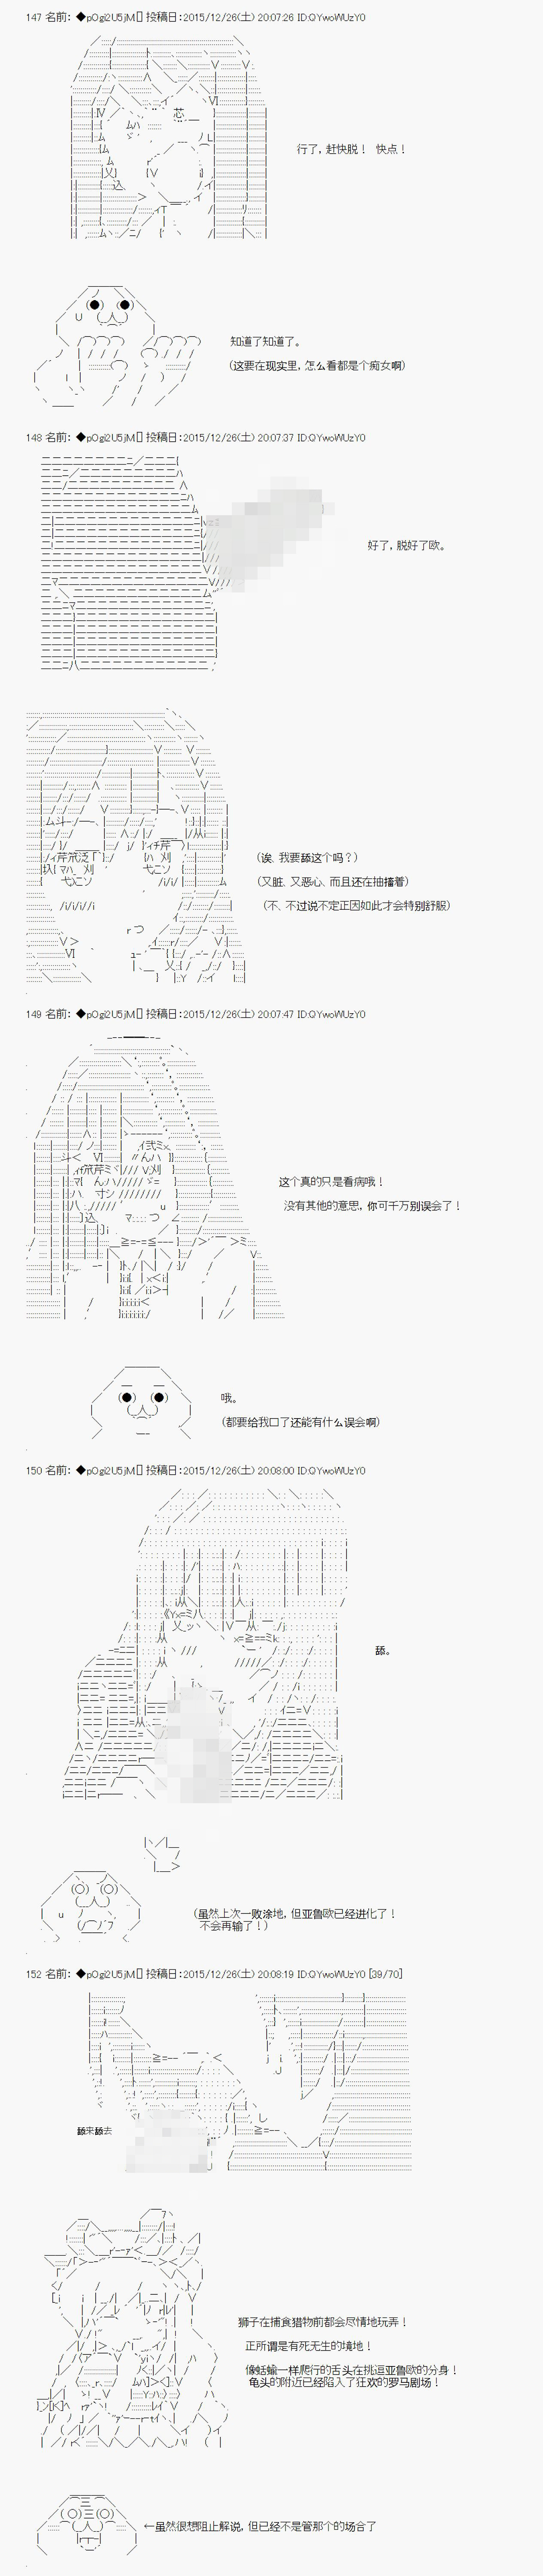 147 名前: ◆pOgi2U5jM[] 投稿日:2015/12/26(土) 20:07:26 ID:QYwoWUzY0
行了，赶快脱！ 快点！
知道了知道了。
(这要在现实里，怎么看都是个痴女啊)
148 名前: ◆pOgi2U5jM[] 投稿日:2015/12/26(土) 20:07:37 ID:QYwoWUzY0
好了，脱好了欧。
(诶、我要舔这个吗？)
(又脏、又恶心、而且还在抽搐着)
(不、不过说不定正因如此才会特别舒服)
149 名前: ◆pOgi2U5jM[] 投稿日:2015/12/26(土) 20:07:47 ID:QYwoWUzY0
这个真的只是看病哦！
没有其他的意思，你可千万别误会了！
哦。
(都要给我口了还能有什么误会啊)
150 名前: ◆pOgi2U5jM[] 投稿日:2015/12/26(土) 20:08:00 ID:QYwoWUzY0
舔。
(虽然上次一败涂地，但亚鲁欧已经进化了！
不会再输了！)
152 名前: ◆pOgi2U5jM[] 投稿日:2015/12/26(土) 20:08:19 ID:QYwoWUzY0 [39/70]
舔来舔去
狮子在捕食猎物前都会尽情地玩弄！
正所谓是有死无生的境地！
像蛞蝓一样爬行的舌头在挑逗亚鲁欧的分身！
龟头的附近已经陷入了狂欢的罗马剧场！
←虽然很想阻止解说，但已经不是管那个的场合了